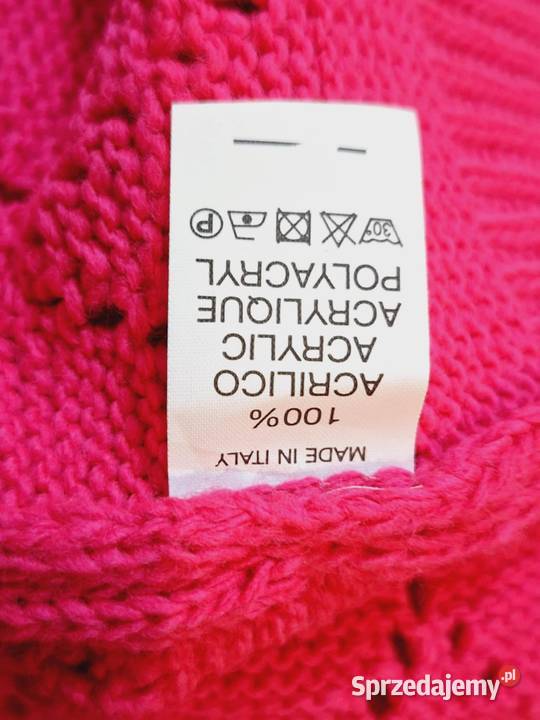 MADE IN ITALY
100%
ACRILICO
ACRYLIC
ACRYLIQUE
POLYACRYL
30° P
Sprzedajemy.pl